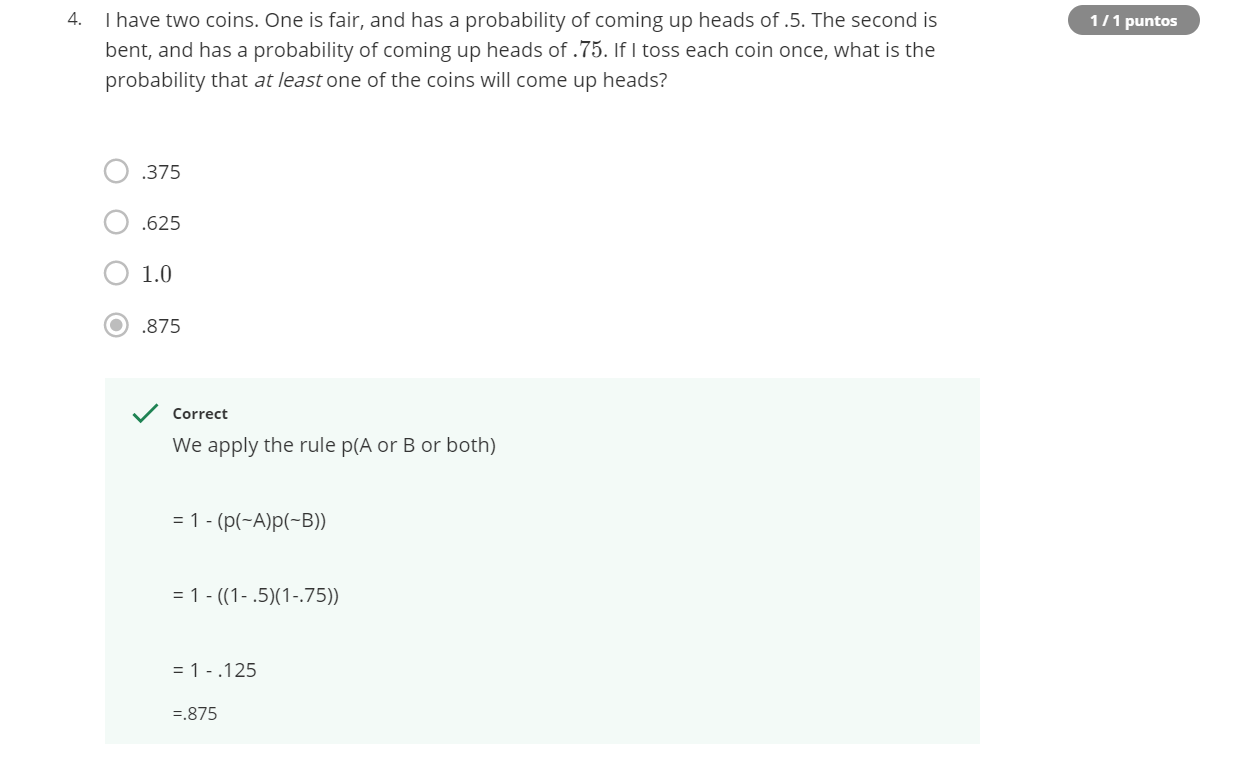 4. I have two coins. One is fair, and has a probability of coming up heads of .5. The second is
bent, and has a probability of coming up heads of .75. If I toss each coin once, what is the
probability that at least one of the coins will come up heads?
1 / 1 puntos
.375
.625
1.0
.875
Correct
We apply the rule p(A or B or both)
= 1 - (p(~A)p(~B))
= 1 - ((1- .5)(1-.75))
= 1 - .125
=.875